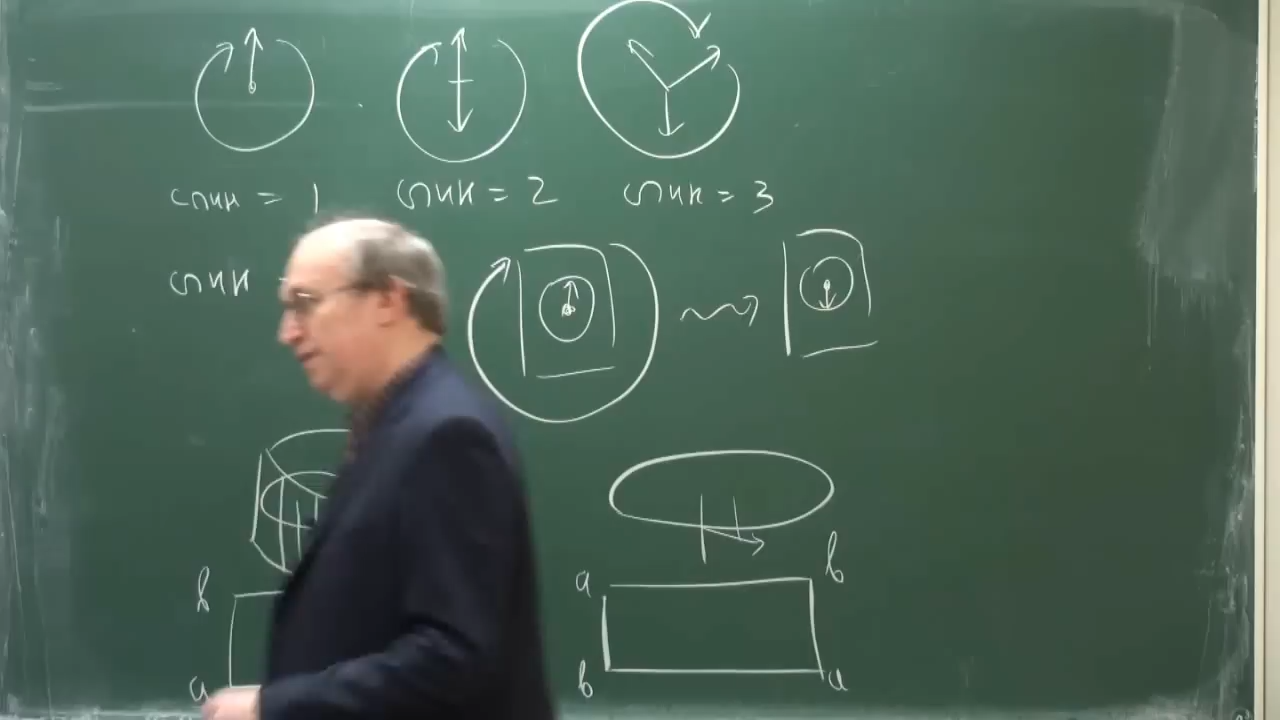 спин = 1 спин = 2 спин = 3
спин
в а в
а в а